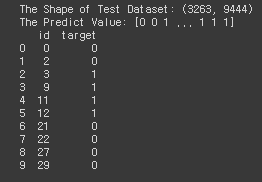 The Shape of Test Dataset: (3263, 9444)
The Predict Value: [0 0 1 ... 1 1 1]
id target
0 0 0
1 2 0
2 3 1
3 9 1
4 11 1
5 12 1
6 21 0
7 22 0
8 27 0
9 29 0